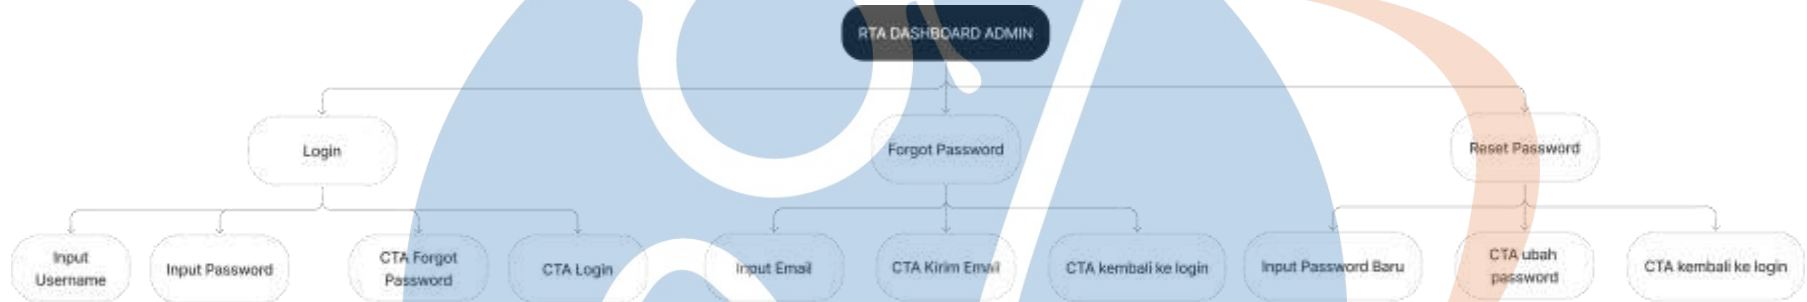 RTA DASHBOARD ADMIN
Login
Forgot Password
Reset Password
Input
Username
Input Password
CTA Forgot
Password
CTA Login
Input Email
CTA Kirim Email
CTA kembali ke login
Input Password Baru
CTA ubah
password
CTA kembali ke login